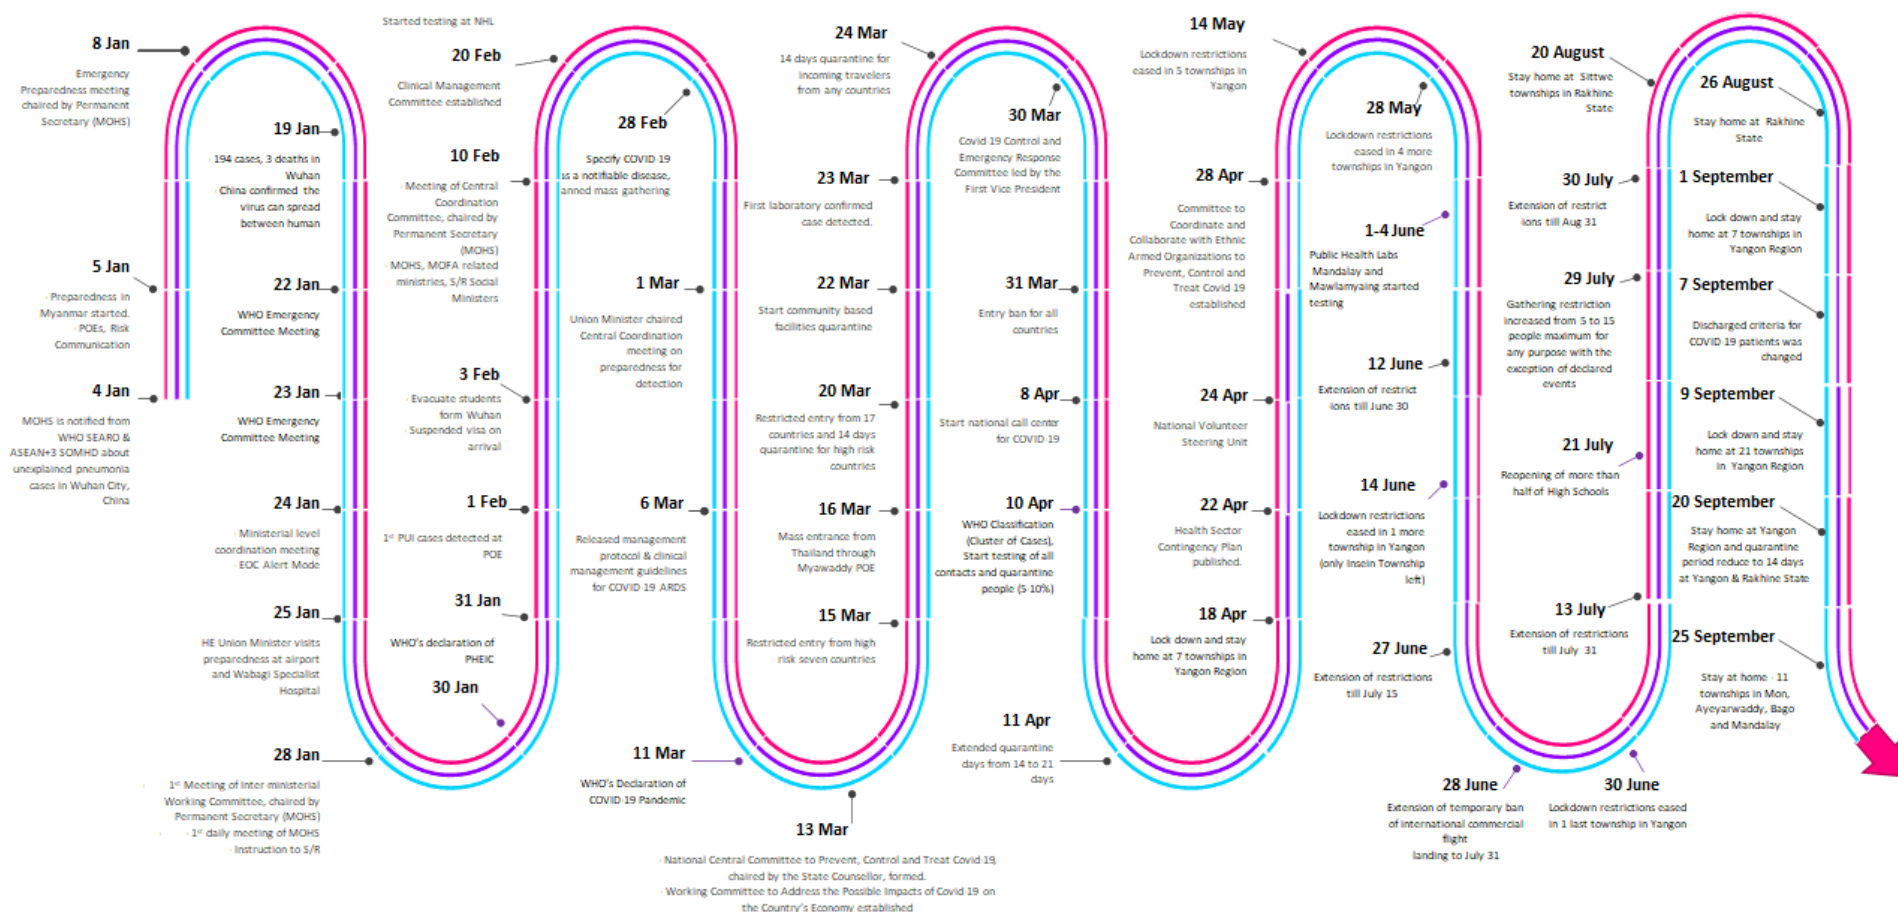 8 Jan
Emergency
Preparedness meeting
chaired by Permanent
Secretary (MOHS)
5 Jan
· Preparedness in
Myanmar started.
· POEs, Risk
Communication
4 Jan
MOHS is notified from
WHO SEARO &
ASEAN+3 SOMHD about
unexplained pneumonia
cases in Wuhan City,
China
19 Jan
· 194 cases, 3 deaths in
Wuhan
· China confirmed the
virus can spread
between human
22 Jan
WHO Emergency
Committee Meeting
23 Jan
WHO Emergency
Committee Meeting
24 Jan
· Ministerial level
coordination meeting
· EOC Alert Mode
25 Jan
HE Union Minister visits
preparedness at airport
and Wabagi Specialist
Hospital
28 Jan
· 1st Meeting of Inter ministerial
Working Committee, chaired by
Permanent Secretary (MOHS)
· 1st daily meeting of MOHS
· Instruction to S/R
Started testing at NHL
20 Feb
Clinical Management
Committee established
10 Feb
· Meeting of Central
Coordination
Committee, chaired by
Permanent Secretary
(MOHS)
· MOHS, MOFA related
ministries, S/R Social
Ministers
3 Feb
· Evacuate students
form Wuhan
· Suspended visa on
arrival
1 Feb
1st PUI cases detected at
POE
31 Jan
WHO's declaration of
PHEIC
30 Jan
28 Feb
Specify COVID 19
as a notifiable disease,
anned mass gathering
1 Mar
Union Minister chaired
Central Coordination
meeting on
preparedness for
detection
6 Mar
Released management
protocol & clinical
management guidelines
for COVID-19 ARDS
11 Mar
WHO's Declaration of
COVID 19 Pandemic
13 Mar
· National Central Committee to Prevent, Control and Treat Covid 19,
chaired by the State Counsellor, formed.
· Working Committee to Address the Possible Impacts of Covid 19 on
the Country's Economy established
24 Mar
14 days quarantine for
incoming travelers
from any countries
23 Mar
First laboratory confirmed
case detected.
22 Mar
Start community based
facilities quarantine
20 Mar
Restricted entry from 17
countries and 14 days
quarantine for high risk
countries
16 Mar
Mass entrance from
Thailand through
Myawaddy POE
15 Mar
Restricted entry from high
risk seven countries
30 Mar
Covid 19 Control and
Emergency Response
Committee led by the
First Vice President
31 Mar
Entry ban for all
countries
8 Apr
Start national call center
for COVID-19
10 Apr
WHO Classification
(Cluster of Cases),
Start testing of all
contacts and quarantine
people (5-10%)
11 Apr
Extended quarantine
days from 14 to 21
days
14 May
Lockdown restrictions
eased in 5 townships in
Yangon
28 Apr
Committee to
Coordinate and
Collaborate with Ethnic
Armed Organizations to
Prevent, Control and
Treat Covid-19
established
24 Apr
National Volunteer
Steering Unit
22 Apr
Health Sector
Contingency Plan
published.
18 Apr
Lock down and stay
home at 7 townships in
Yangon Region
28 May
Lockdown restrictions
eased in 4 more
townships in Yangon
1-4 June
Public Health Labs
Mandalay and
Mawlamyaing started
testing
12 June
Extension of restrict
-ions till June 30
14 June
Lockdown restrictions
eased in 1 more
township in Yangon
(only Insein Township
left)
27 June
Extension of restrictions
till July 15
28 June
Extension of temporary ban
of international commercial
flight
landing to July 31
30 June
Lockdown restrictions eased
in 1 last township in Yangon
20 August
Stay home at Sittwe
townships in Rakhine
State
30 July
Extension of restrict
-ions till Aug 31
29 July
Gathering restriction
increased from 5 to 15
people maximum for
any purpose with the
exception of declared
events
21 July
Reopening of more than
half of High Schools
13 July
Extension of restrictions
till July 31
26 August
Stay home at Rakhine
State
1 September
Lock down and stay
home at 7 townships in
Yangon Region
7 September
Discharged criteria for
COVID-19 patients was
changed
9 September
Lock down and stay
home at 21 townships
in Yangon Region
20 September
Stay home at Yangon
Region and quarantine
period reduce to 14 days
at Yangon & Rakhine State
25 September
Stay at home - 11
townships in Mon,
Ayeyarwaddy, Bago
and Mandalay